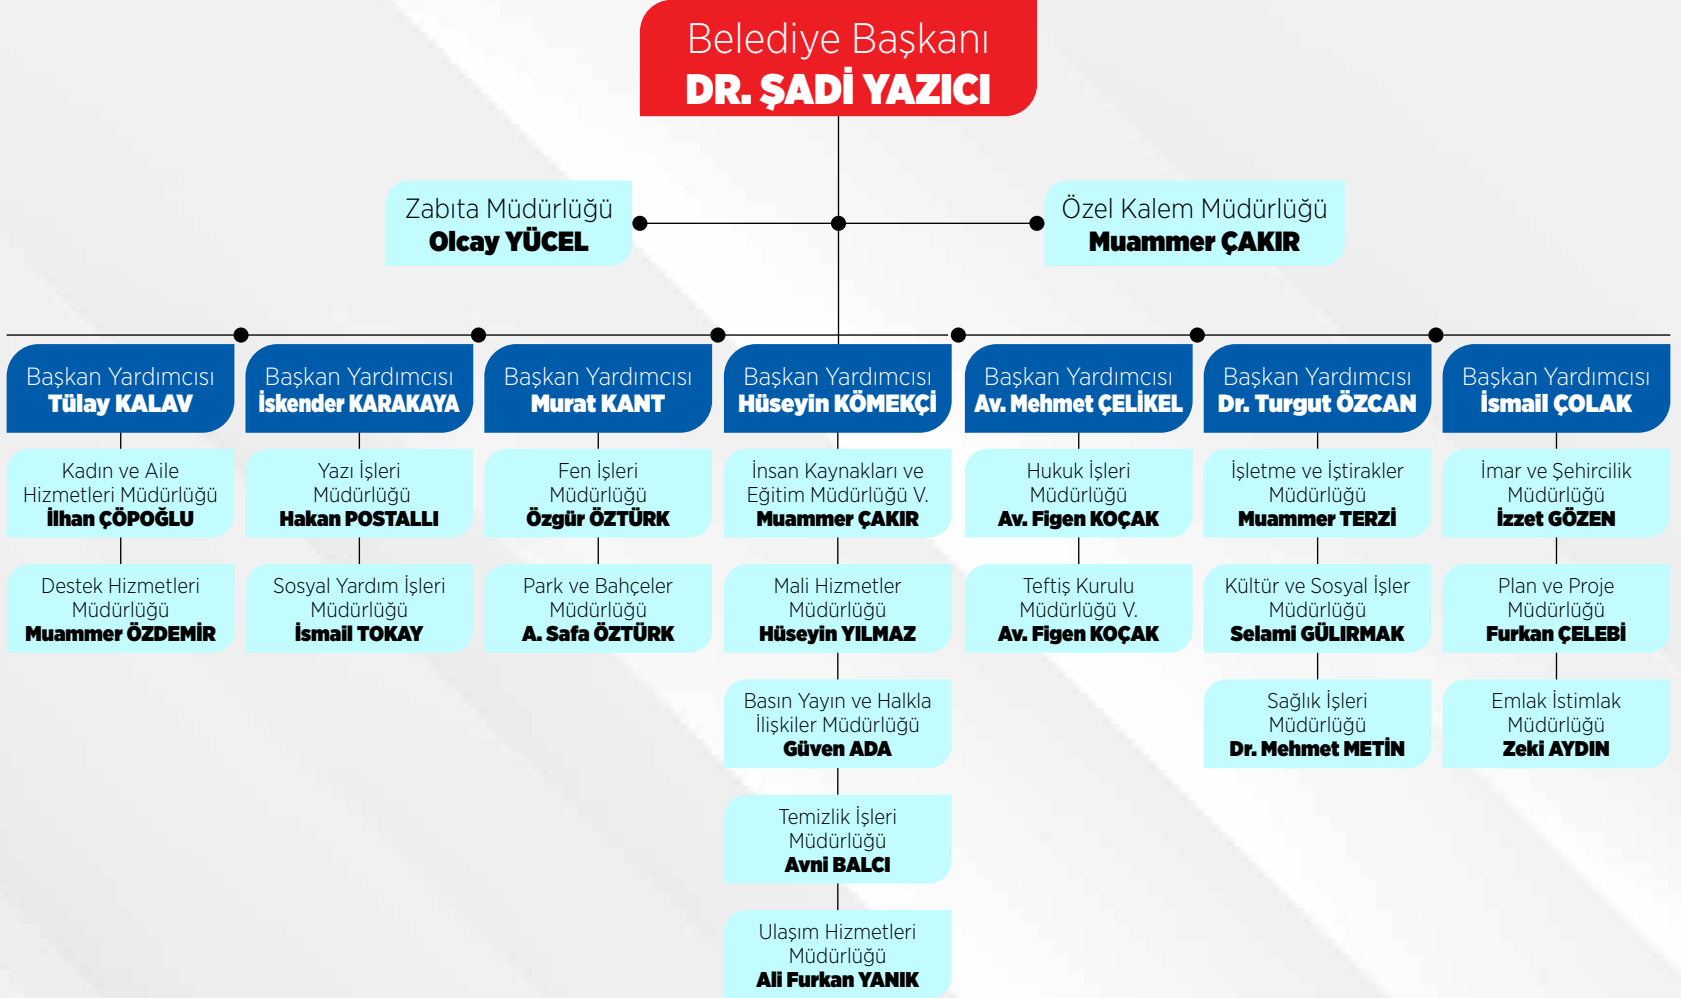 Belediye Başkanı
DR. ŞADİ YAZICI
Zabıta Müdürlüğü
Olcay YÜCEL
Özel Kalem Müdürlüğü
Muammer ÇAKIR
Başkan Yardımcısı
Tülay KALAV
Kadın ve Aile
Hizmetleri Müdürlüğü
İlhan ÇÖPOĞLU
Destek Hizmetleri
Müdürlüğü
Muammer ÖZDEMİR
Başkan Yardımcısı
İskender KARAKAYA
Yazı İşleri
Müdürlüğü
Hakan POSTALLI
Sosyal Yardım İşleri
Müdürlüğü
İsmail TOKAY
Başkan Yardımcısı
Murat KANT
Fen İşleri
Müdürlüğü
Özgür ÖZTÜRK
Park ve Bahçeler
Müdürlüğü
A. Safa ÖZTÜRK
Başkan Yardımcısı
Hüseyin KÖMEKÇİ
İnsan Kaynakları ve
Eğitim Müdürlüğü V.
Muammer ÇAKIR
Mali Hizmetler
Müdürlüğü
Hüseyin YILMAZ
Basın Yayın ve Halkla
İlişkiler Müdürlüğü
Güven ADA
Temizlik İşleri
Müdürlüğü
Avni BALCI
Ulaşım Hizmetleri
Müdürlüğü
Ali Furkan YANIK
Başkan Yardımcısı
Av. Mehmet ÇELİKEL
Hukuk İşleri
Müdürlüğü
Av. Figen KOÇAK
Teftiş Kurulu
Müdürlüğü V.
Av. Figen KOÇAK
Başkan Yardımcısı
Dr. Turgut ÖZCAN
İşletme ve İştirakler
Müdürlüğü
Muammer TERZİ
Kültür ve Sosyal İşler
Müdürlüğü
Selami GÜLIRMAK
Sağlık İşleri
Müdürlüğü
Dr. Mehmet METİN
Başkan Yardımcısı
İsmail ÇOLAK
İmar ve Şehircilik
Müdürlüğü
İzzet GÖZEN
Plan ve Proje
Müdürlüğü
Furkan ÇELEBİ
Emlak İstimlak
Müdürlüğü
Zeki AYDIN